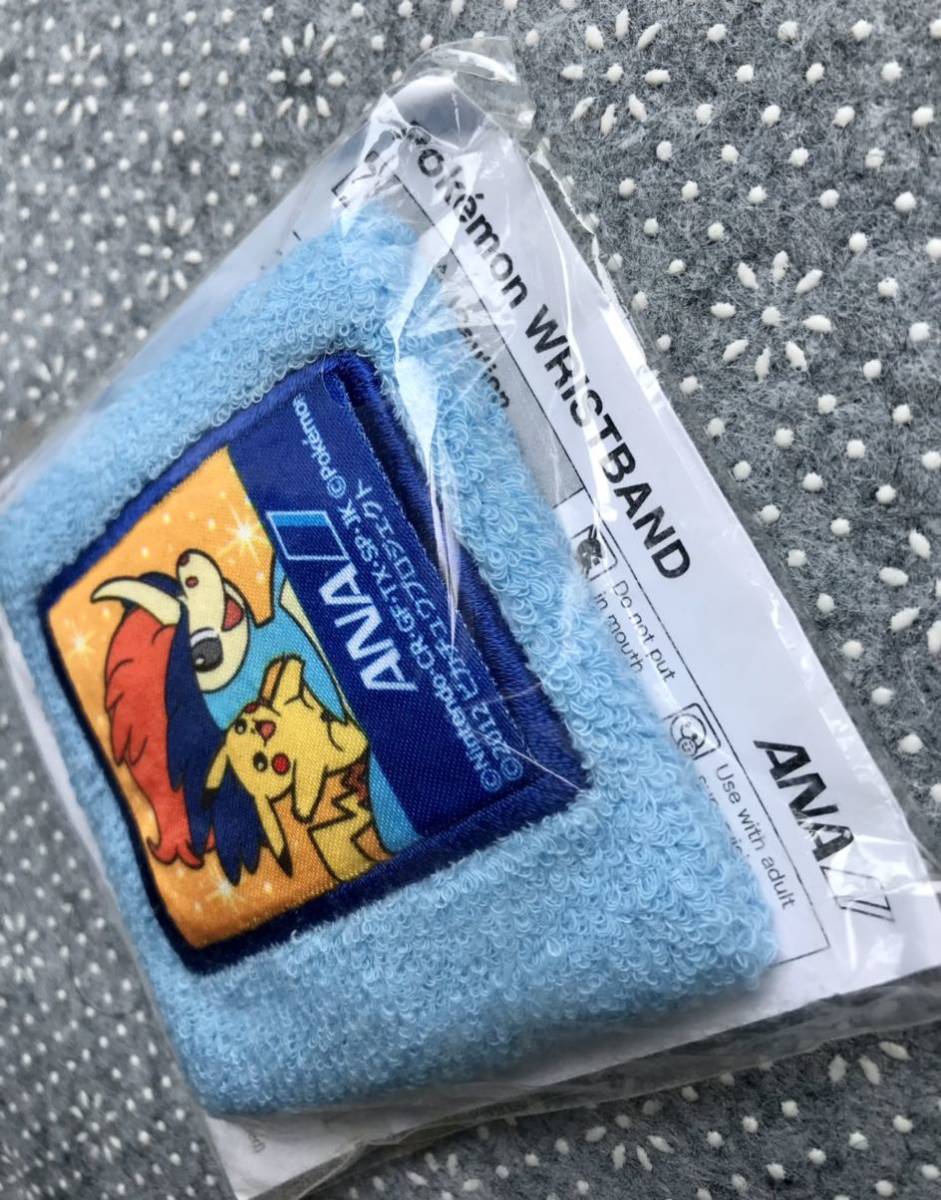 Pokémon WRISTBAND
Caution
Do not put
in mouth
Use with adult
ANA
ANA
©Pokémon
©Nintendo・CR・GF・TX・SP・JK
©2012 ピカチュウプロジェクト